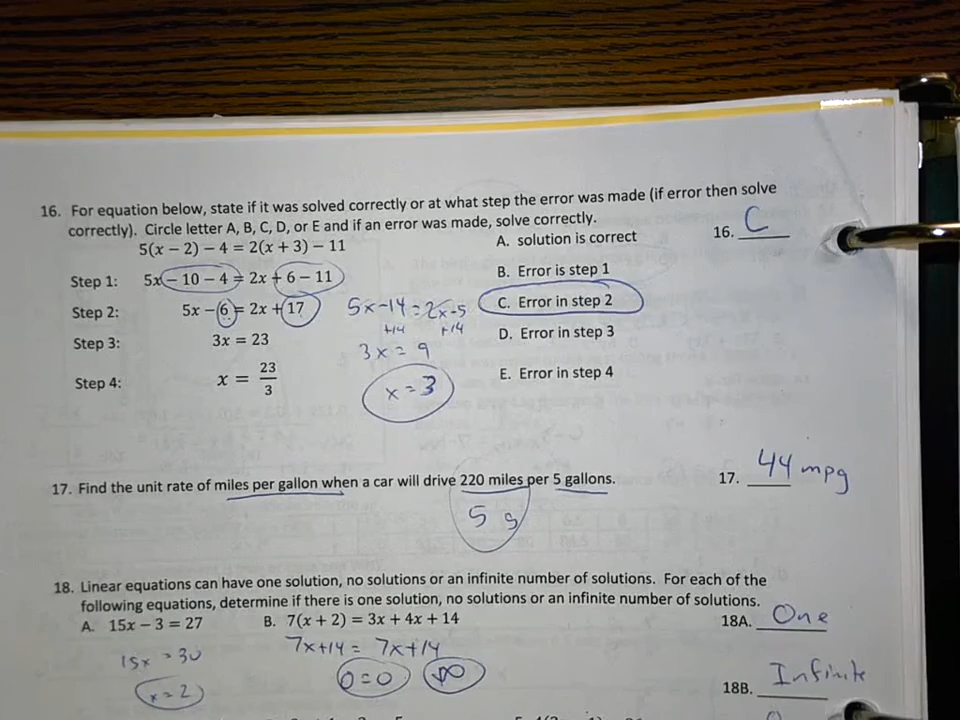 16. For equation below, state if it was solved correctly or at what step the error was made (if error then solve
correctly). Circle letter A, B, C, D, or E and if an error was made, solve correctly.
16. C
5(x − 2) − 4 = 2(x + 3) − 11
A. solution is correct
Step 1: 5x − 10 − 4 = 2x + 6 − 11
B. Error is step 1
Step 2: 5x − 6 = 2x + 17
5x-14 = 2x-5
+14 +14
C. Error in step 2
Step 3: 3x = 23
3x = 9
D. Error in step 3
Step 4: x = 23/3
x = 3
E. Error in step 4
17. Find the unit rate of miles per gallon when a car will drive 220 miles per 5 gallons.
17. 44 mpg
5 g
18. Linear equations can have one solution, no solutions or an infinite number of solutions. For each of the
following equations, determine if there is one solution, no solutions or an infinite number of solutions.
A. 15x − 3 = 27 B. 7(x + 2) = 3x + 4x + 14
18A. One
15x = 30
x = 2
7x+14 = 7x+14
0=0 ∞
18B. Infinite